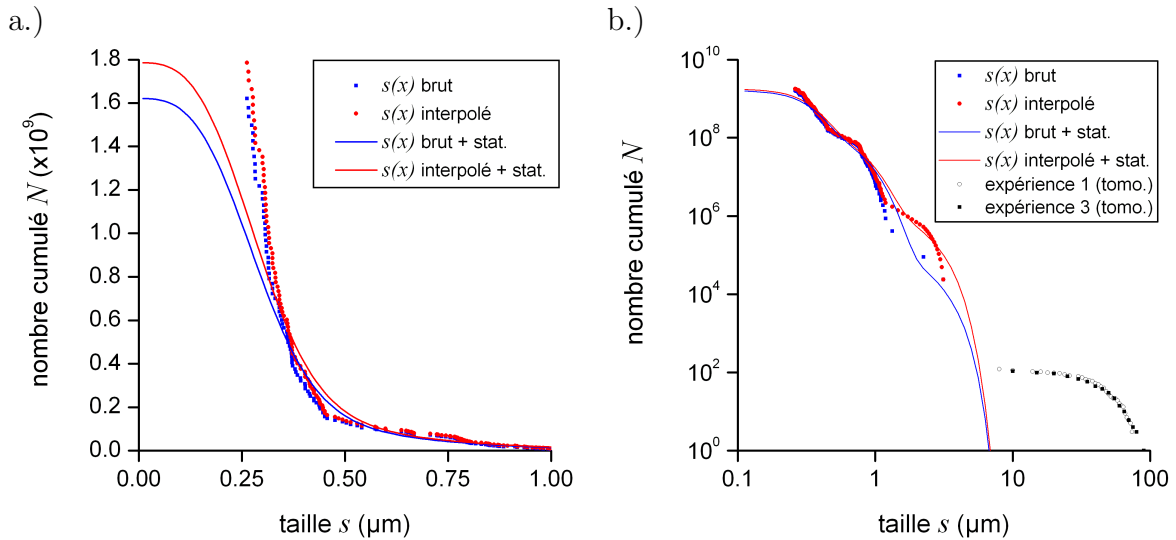 a.)
nombre cumulé N (x10⁹)
1.8
1.6
1.4
1.2
1.0
0.8
0.6
0.4
0.2
0.0
0.00 0.25 0.50 0.75 1.00
taille s (µm)
s(x) brut
s(x) interpolé
s(x) brut + stat.
s(x) interpolé + stat.
b.)
nombre cumulé N
10¹⁰
10⁸
10⁶
10⁴
10²
10⁰
0.1 1 10 100
taille s (µm)
s(x) brut
s(x) interpolé
s(x) brut + stat.
s(x) interpolé + stat.
expérience 1 (tomo.)
expérience 3 (tomo.)